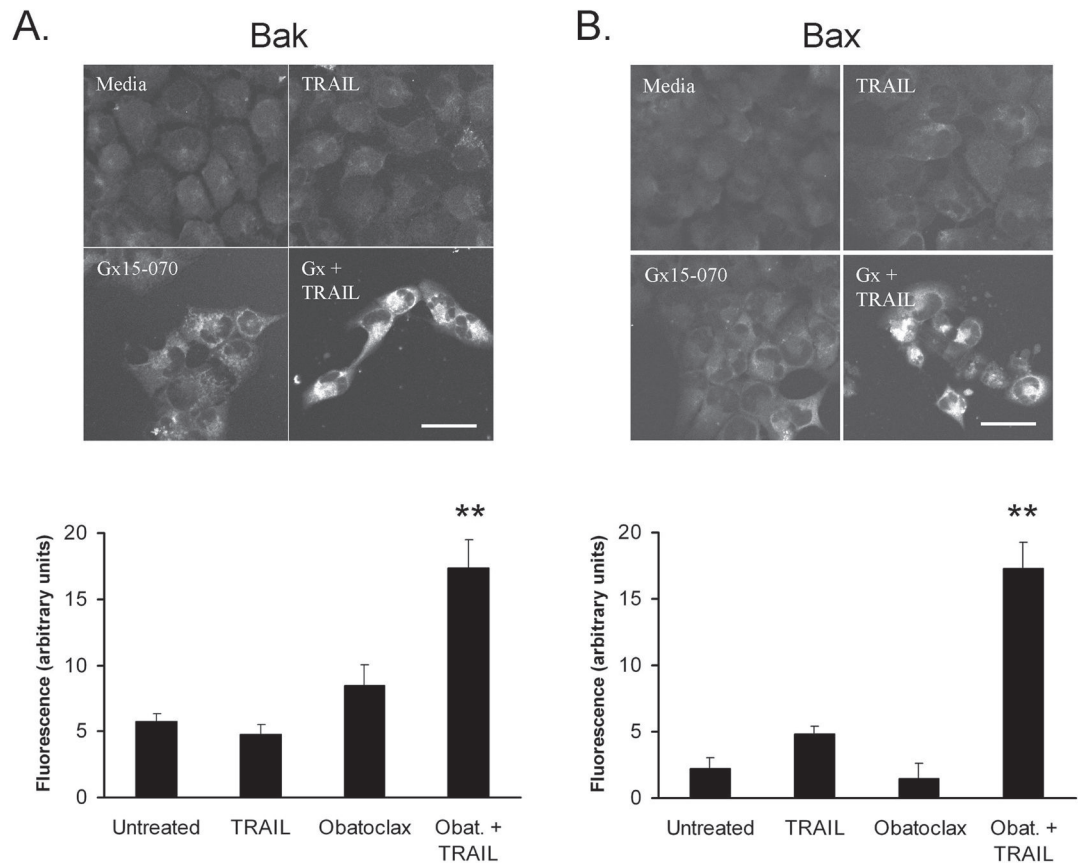 A.
Bak
Media
TRAIL
Gx15-070
Gx +
TRAIL
**
Fluorescence (arbitrary units)
20
15
10
5
0
Untreated
TRAIL
Obatoclax
Obat. +
TRAIL
B.
Bax
Media
TRAIL
Gx15-070
Gx +
TRAIL
**
Fluorescence (arbitrary units)
20
15
10
5
0
Untreated
TRAIL
Obatoclax
Obat. +
TRAIL